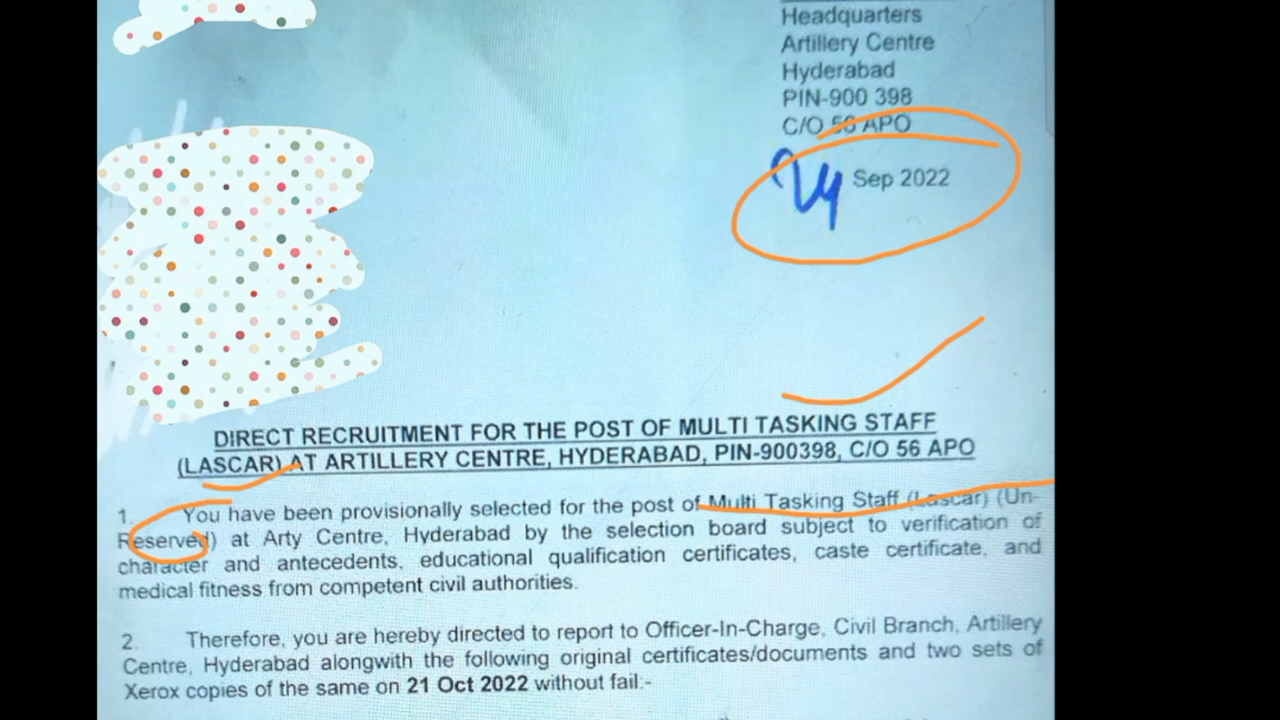 Headquarters
Artillery Centre
Hyderabad
PIN-900 398
C/O 56 APO
24 Sep 2022
DIRECT RECRUITMENT FOR THE POST OF MULTI TASKING STAFF
(LASCAR) AT ARTILLERY CENTRE, HYDERABAD, PIN-900398, C/O 56 APO
1. You have been provisionally selected for the post of Multi Tasking Staff (Lascar) (Un-
Reserved) at Arty Centre, Hyderabad by the selection board subject to verification of
character and antecedents, educational qualification certificates, caste certificate, and
medical fitness from competent civil authorities.
2. Therefore, you are hereby directed to report to Officer-In-Charge, Civil Branch, Artillery
Centre, Hyderabad alongwith the following original certificates/documents and two sets of
Xerox copies of the same on 21 Oct 2022 without fail:-